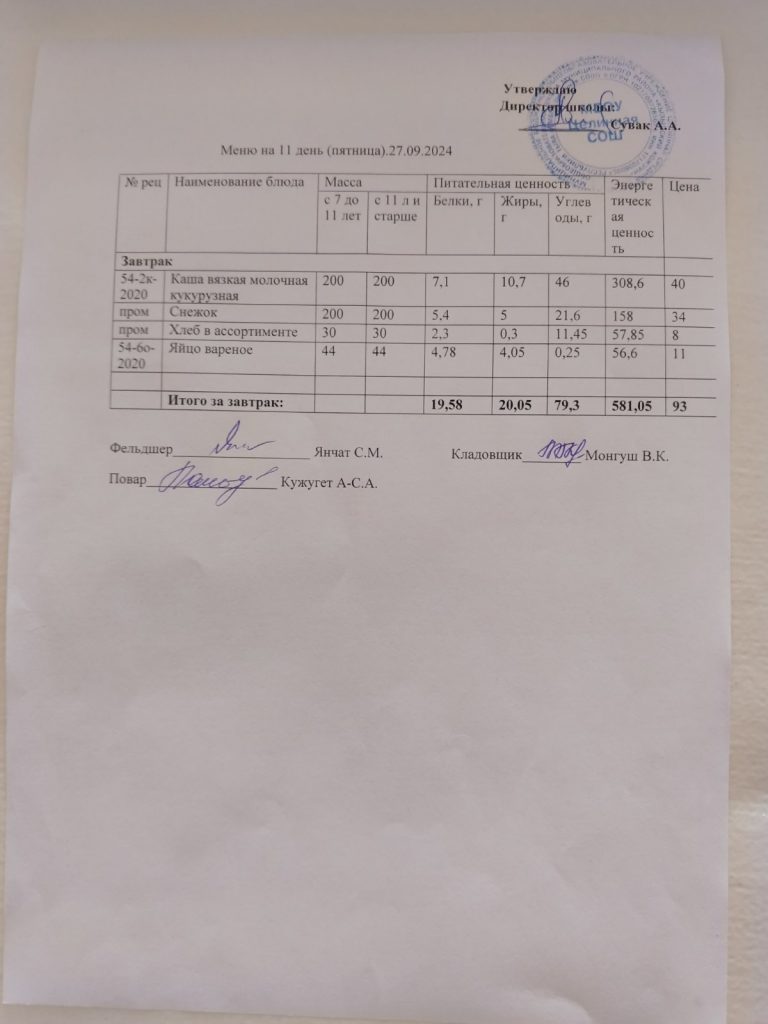 Утверждаю
Директор школы:
Сувак А.А.
МБОУ
Целинная
СОШ
Меню на 11 день (пятница).27.09.2024
№ рец Наименование блюда Масса Питательная ценность Энергетическая ценность Цена
с 7 до 11 лет с 11 л и старше Белки, г Жиры, г Углеводы, г
Завтрак
54-2к-2020 Каша вязкая молочная кукурузная 200 200 7,1 10,7 46 308,6 40
пром Снежок 200 200 5,4 5 21,6 158 34
пром Хлеб в ассортименте 30 30 2,3 0,3 11,45 57,85 8
54-6о-2020 Яйцо вареное 44 44 4,78 4,05 0,25 56,6 11
Итого за завтрак: 19,58 20,05 79,3 581,05 93
Фельдшер Янчат С.М. Кладовщик Монгуш В.К.
Повар Кужугет А-С.А.